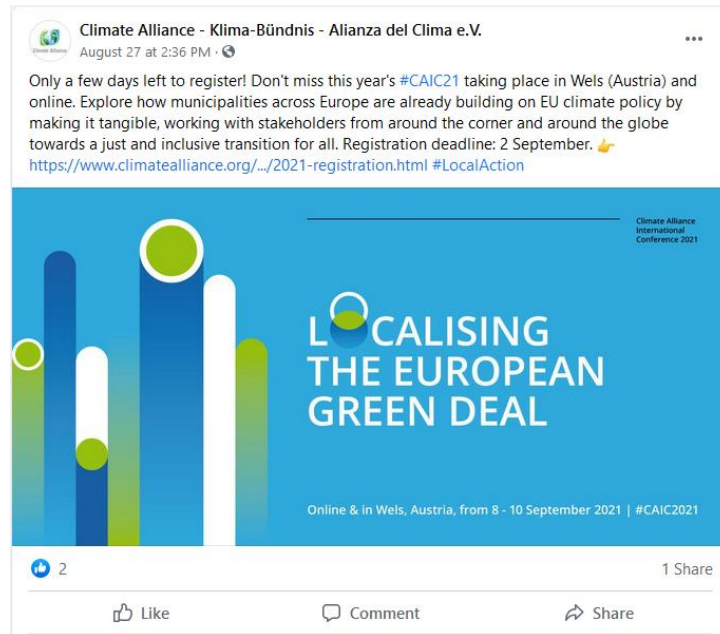 Climate Alliance - Klima-Bündnis - Alianza del Clima e.V.
August 27 at 2:36 PM ·
Only a few days left to register! Don't miss this year's #CAIC21 taking place in Wels (Austria) and
online. Explore how municipalities across Europe are already building on EU climate policy by
making it tangible, working with stakeholders from around the corner and around the globe
towards a just and inclusive transition for all. Registration deadline: 2 September. 👉
https://www.climatealliance.org/.../2021-registration.html #LocalAction
Climate Alliance
International
Conference 2021
LOCALISING
THE EUROPEAN
GREEN DEAL
Online & in Wels, Austria, from 8 - 10 September 2021 | #CAIC2021
2
1 Share
Like
Comment
Share